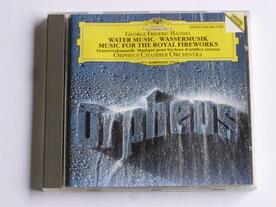 GEORGE FRIDERIC HANDEL
WATER MUSIC · WASSERMUSIK
MUSIC FOR THE ROYAL FIREWORKS
Feuerwerksmusik · Musique pour les feux d'artifice royaux
ORPHEUS CHAMBER ORCHESTRA
Orpheus